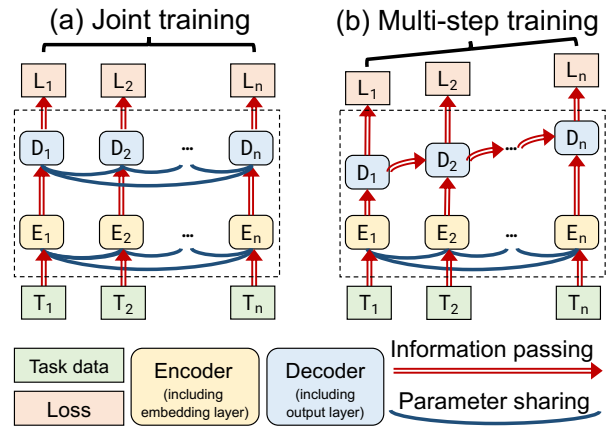 (a) Joint training (b) Multi-step training
L₁ L₂ Lₙ L₁ L₂ Lₙ
D₁ D₂ ... Dₙ D₁ D₂ ... Dₙ
E₁ E₂ ... Eₙ E₁ E₂ ... Eₙ
T₁ T₂ Tₙ T₁ T₂ Tₙ
Task data
Loss
Encoder
(including
embedding layer)
Decoder
(including
output layer)
Information passing
Parameter sharing